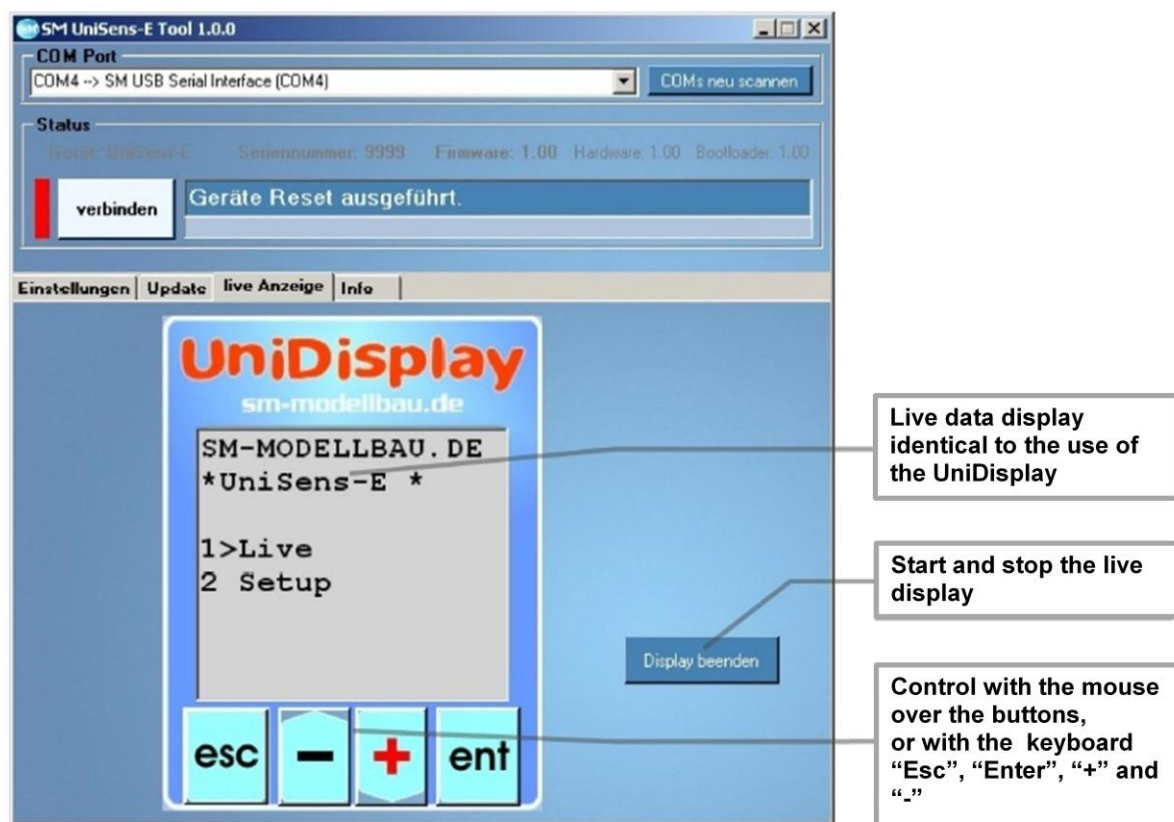 SM UniSens-E Tool 1.0.0
COM Port
COM4 --> SM USB Serial Interface (COM4)
COMs neu scannen
Status
Gerät: UniSens-E Seriennummer: 9999 Firmware: 1.00 Hardware: 1.00 Bootloader: 1.00
verbinden
Geräte Reset ausgeführt.
Einstellungen Update live Anzeige Info
UniDisplay
sm-modellbau.de
SM-MODELLBAU.DE
*UniSens-E *
1>Live
2 Setup
Display beenden
esc - + ent
Live data display
identical to the use of
the UniDisplay
Start and stop the live
display
Control with the mouse
over the buttons,
or with the keyboard
“Esc”, “Enter”, “+” and
“-”